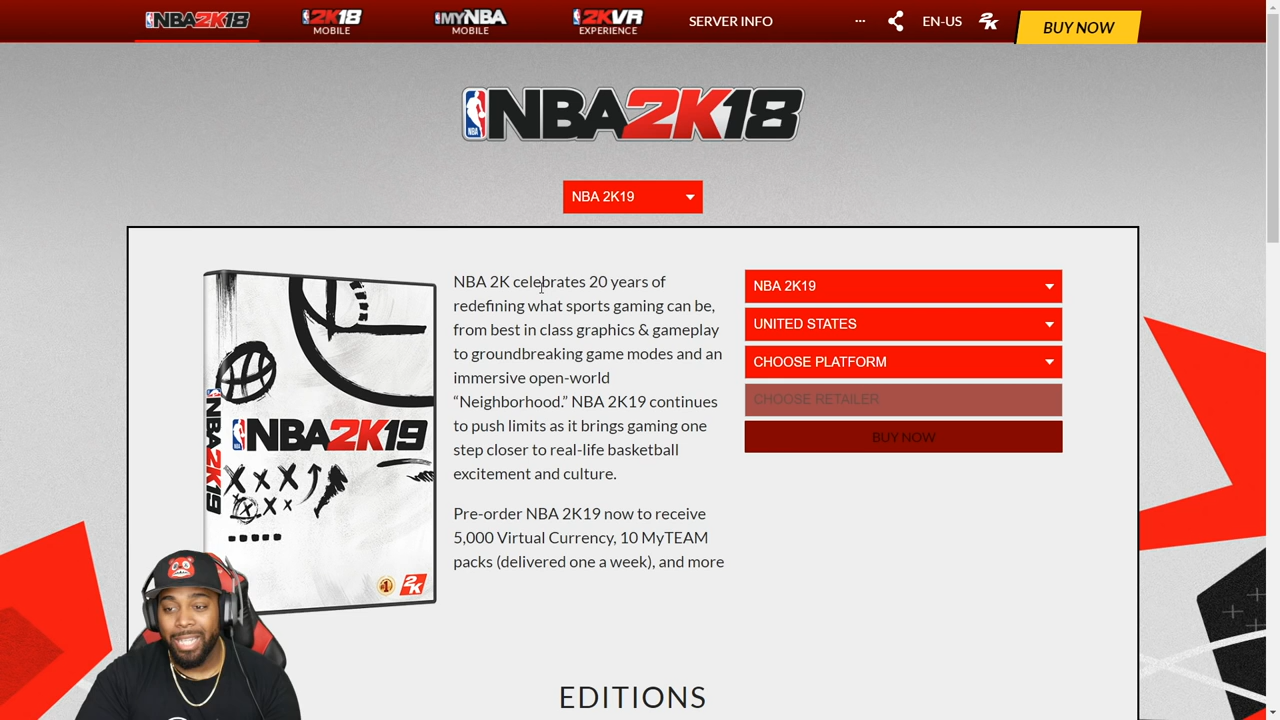 NBA2K18
2K18
MOBILE
MyNBA
MOBILE
2KVR
EXPERIENCE
SERVER INFO
...
EN-US
2K
BUY NOW
NBA
NBA2K18
NBA 2K19
NBA 2K celebrates 20 years of
redefining what sports gaming can be,
from best in class graphics & gameplay
to groundbreaking game modes and an
immersive open-world
“Neighborhood.” NBA 2K19 continues
to push limits as it brings gaming one
step closer to real-life basketball
excitement and culture.
Pre-order NBA 2K19 now to receive
5,000 Virtual Currency, 10 MyTEAM
packs (delivered one a week), and more
NBA 2K19
UNITED STATES
CHOOSE PLATFORM
CHOOSE RETAILER
BUY NOW
NBA2K19
NBA2K19
#1
2K
EDITIONS